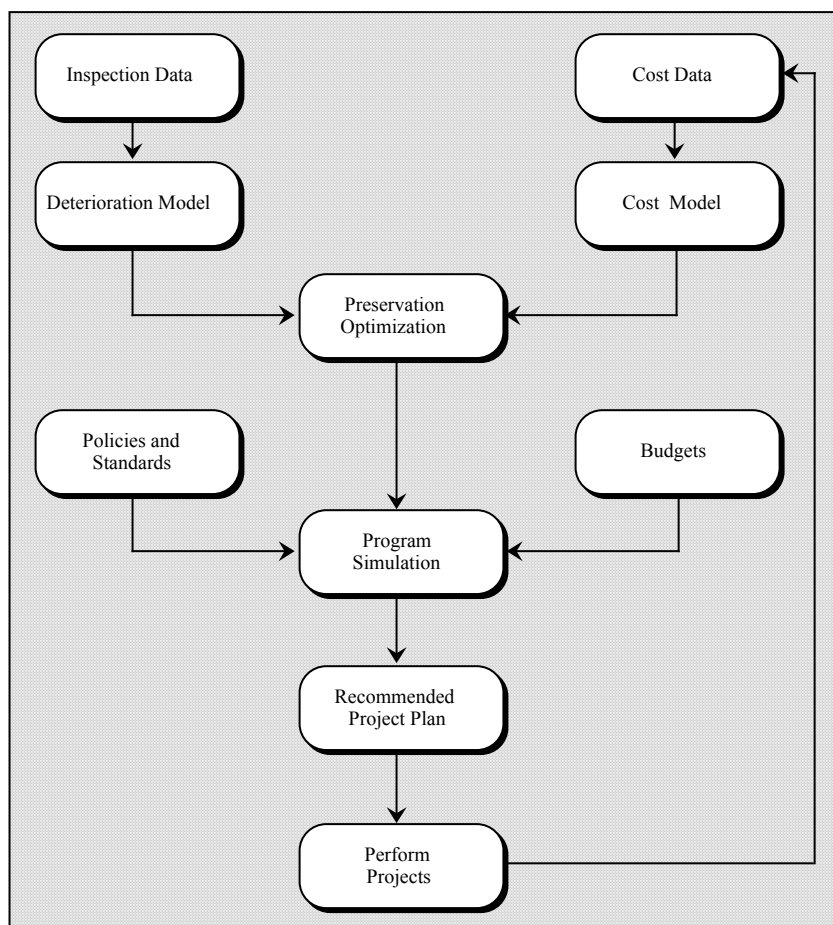 Inspection Data
Cost Data
Deterioration Model
Cost Model
Preservation
Optimization
Policies and
Standards
Budgets
Program
Simulation
Recommended
Project Plan
Perform
Projects